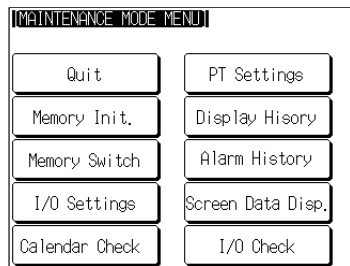 [MAINTENANCE MODE MENU]
Quit
PT Settings
Memory Init.
Display Hisory
Memory Switch
Alarm History
I/O Settings
Screen Data Disp.
Calendar Check
I/O Check